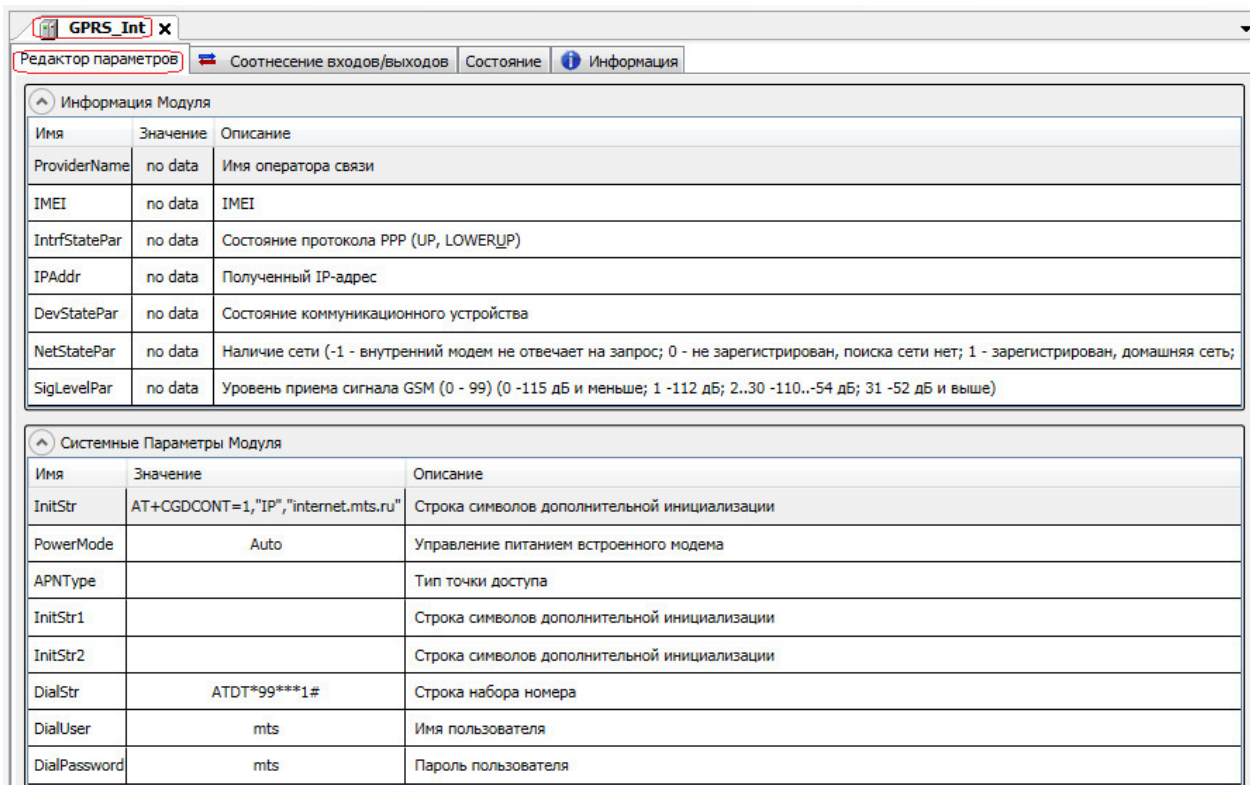 GPRS_Int X
Редактор параметров Соотнесение входов/выходов Состояние Информация
Информация Модуля
Имя Значение Описание
ProviderName no data Имя оператора связи
IMEI no data IMEI
IntrfStatePar no data Состояние протокола PPP (UP, LOWERUP)
IPAddr no data Полученный IP-адрес
DevStatePar no data Состояние коммуникационного устройства
NetStatePar no data Наличие сети (-1 - внутренний модем не отвечает на запрос; 0 - не зарегистрирован, поиска сети нет; 1 - зарегистрирован, домашняя сеть;
SigLevelPar no data Уровень приема сигнала GSM (0 - 99) (0 -115 дБ и меньше; 1 -112 дБ; 2..30 -110..-54 дБ; 31 -52 дБ и выше)
Системные Параметры Модуля
Имя Значение Описание
InitStr AT+CGDCONT=1,"IP","internet.mts.ru" Строка символов дополнительной инициализации
PowerMode Auto Управление питанием встроенного модема
APNType Тип точки доступа
InitStr1 Строка символов дополнительной инициализации
InitStr2 Строка символов дополнительной инициализации
DialStr ATDT*99***1# Строка набора номера
DialUser mts Имя пользователя
DialPassword mts Пароль пользователя